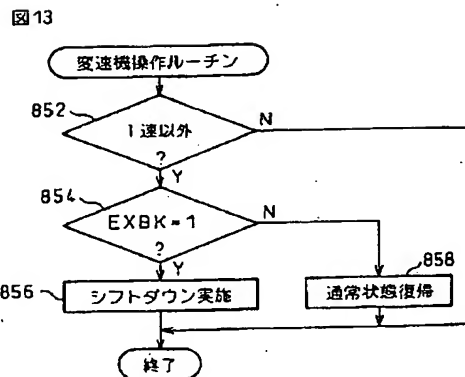 図13
変速機操作ルーチン
852
1速以外
?
N
Y
854
EXBK=1
?
N
Y
856
シフトダウン実施
858
通常状態復帰
終了